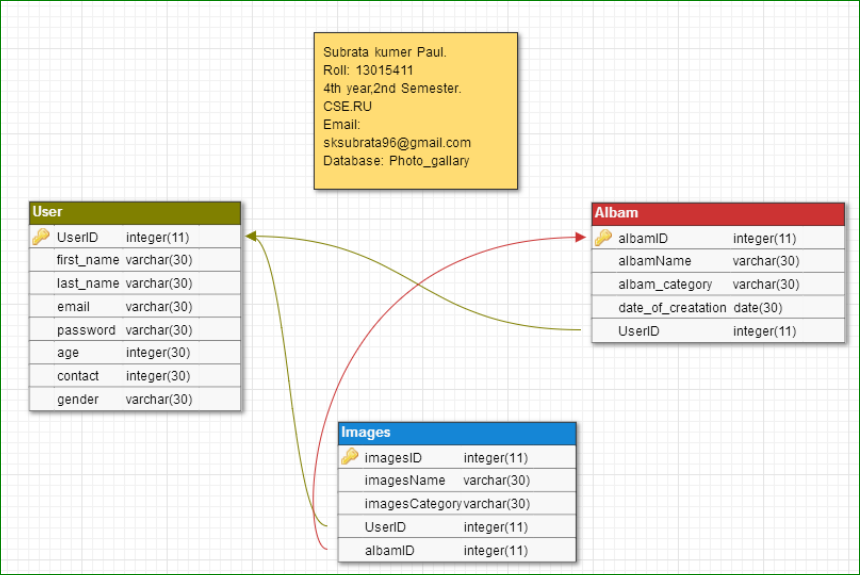 Subrata kumer Paul.
Roll: 13015411
4th year,2nd Semester.
CSE.RU
Email:
sksubrata96@gmail.com
Database: Photo_gallary
User
UserID integer(11)
first_name varchar(30)
last_name varchar(30)
email varchar(30)
password varchar(30)
age integer(30)
contact integer(30)
gender varchar(30)
Albam
albamID integer(11)
albamName varchar(30)
albam_category varchar(30)
date_of_creatation date(30)
UserID integer(11)
Images
imagesID integer(11)
imagesName varchar(30)
imagesCategory varchar(30)
UserID integer(11)
albamID integer(11)